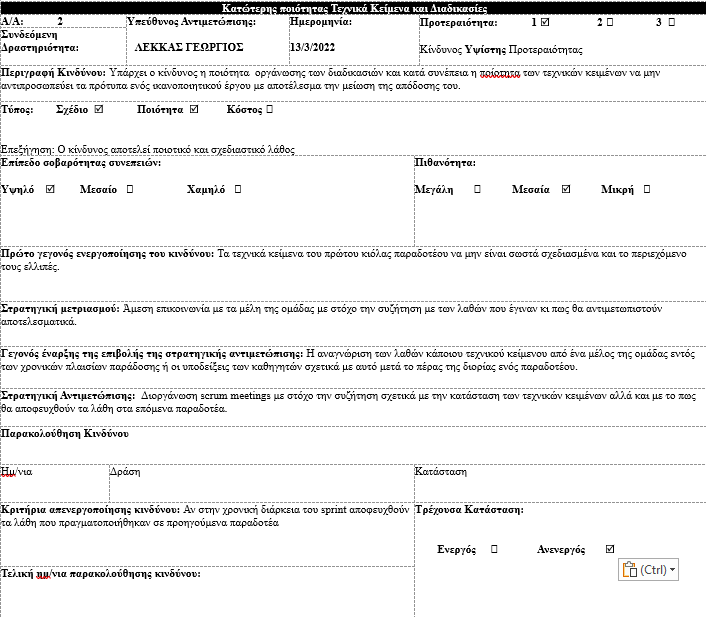 Κατώτερης ποιότητας Τεχνικά Κείμενα και Διαδικασίες
Α/Α: 2 Υπεύθυνος Αντιμετώπισης: Ημερομηνία: Προτεραιότητα: 1 ☑ 2 ☐ 3 ☐
Συνδεόμενη
Δραστηριότητα: ΛΕΚΚΑΣ ΓΕΩΡΓΙΟΣ 13/3/2022 Κίνδυνος Υψίστης Προτεραιότητας
Περιγραφή Κινδύνου: Υπάρχει ο κίνδυνος η ποιότητα οργάνωσης των διαδικασιών και κατά συνέπεια η ποίοτητα των τεχνικών κειμένων να μην
αντιπροσωπεύει τα πρότυπα ενός ικανοποιητικού έργου με αποτέλεσμα την μείωση της απόδοσης του.
Τύπος: Σχέδιο ☑ Ποιότητα ☑ Κόστος ☐
Επεξήγηση: Ο κίνδυνος αποτελεί ποιοτικό και σχεδιαστικό λάθος
Επίπεδο σοβαρότητας συνεπειών: Πιθανότητα:
Υψηλό ☑ Μεσαίο ☐ Χαμηλό ☐ Μεγάλη ☐ Μεσαία ☑ Μικρή ☐
Πρώτο γεγονός ενεργοποίησης του κινδύνου: Τα τεχνικά κείμενα του πρώτου κιόλας παραδοτέου να μην είναι σωστά σχεδιασμένα και το περιεχόμενο
τους ελλιπές.
Στρατηγική μετριασμού: Άμεση επικοινωνία με τα μέλη της ομάδας με στόχο την συζήτηση με των λαθών που έγιναν κι πως θα αντιμετωπιστούν
αποτελεσματικά.
Γεγονός έναρξης της επιβολής της στρατηγικής αντιμετώπισης: Η αναγνώριση των λαθών κάποιου τεχνικού κείμενου από ένα μέλος της ομάδας εντός
των χρονικών πλαισίων παράδοσής ή οι υποδείξεις των καθηγητών σχετικά με αυτό μετά το πέρας της διορίας ενός παραδοτέου.
Στρατηγική Αντιμετώπισης: Διοργάνωση scrum meetings με στόχο την συζήτηση σχετικά με την κατάσταση των τεχνικών κειμένων αλλά και με το πως
θα αποφευχθούν τα λάθη στα επόμενα παραδοτέα.
Παρακολούθηση Κινδύνου
Ημ/νια Δράση Κατάσταση
Κριτήρια απενεργοποίησης κινδύνου: Αν στην χρονική διάρκεια του sprint αποφευχθούν Τρέχουσα Κατάσταση:
τα λάθη που πραγματοποιήθηκαν σε προηγούμενα παραδοτέα
Ενεργός ☐ Ανενεργός ☑
(Ctrl)
Τελική ημ/νια παρακολούθησης κινδύνου: